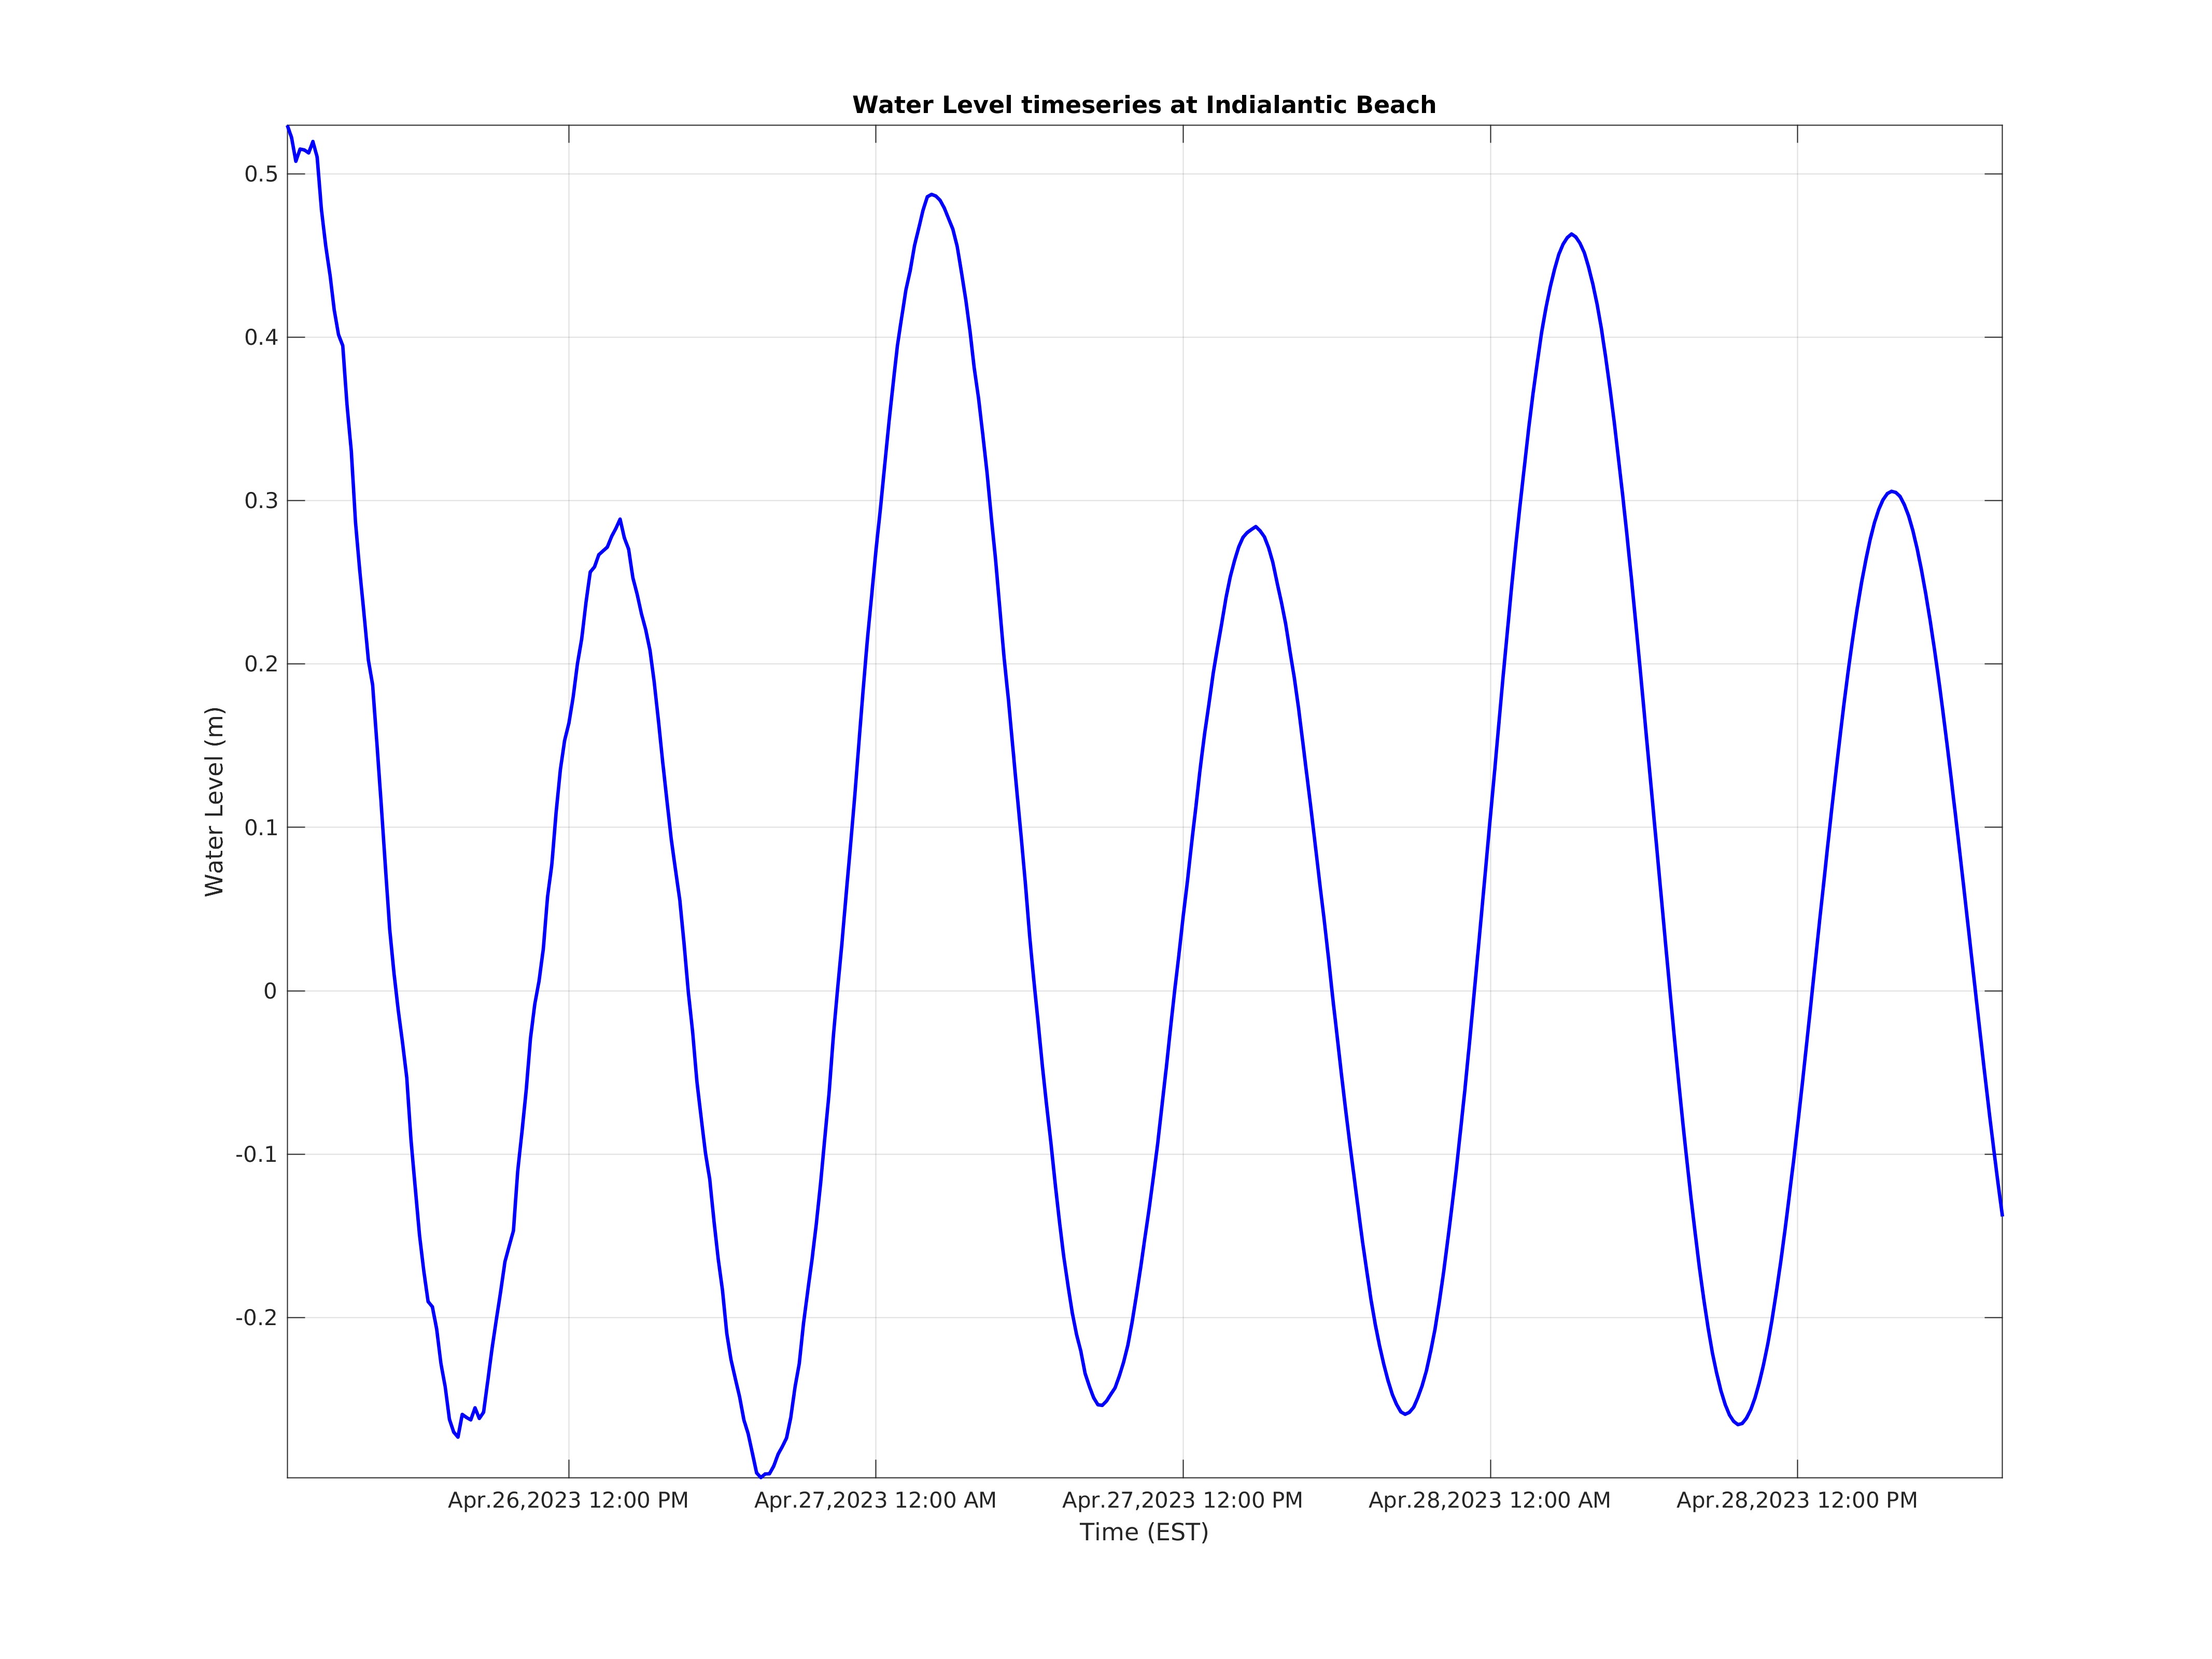 Water Level timeseries at Indialantic Beach
0.5
0.4
0.3
0.2
0.1
0
-0.1
-0.2
Water Level (m)
Apr.26,2023 12:00 PM Apr.27,2023 12:00 AM Apr.27,2023 12:00 PM Apr.28,2023 12:00 AM Apr.28,2023 12:00 PM
Time (EST)